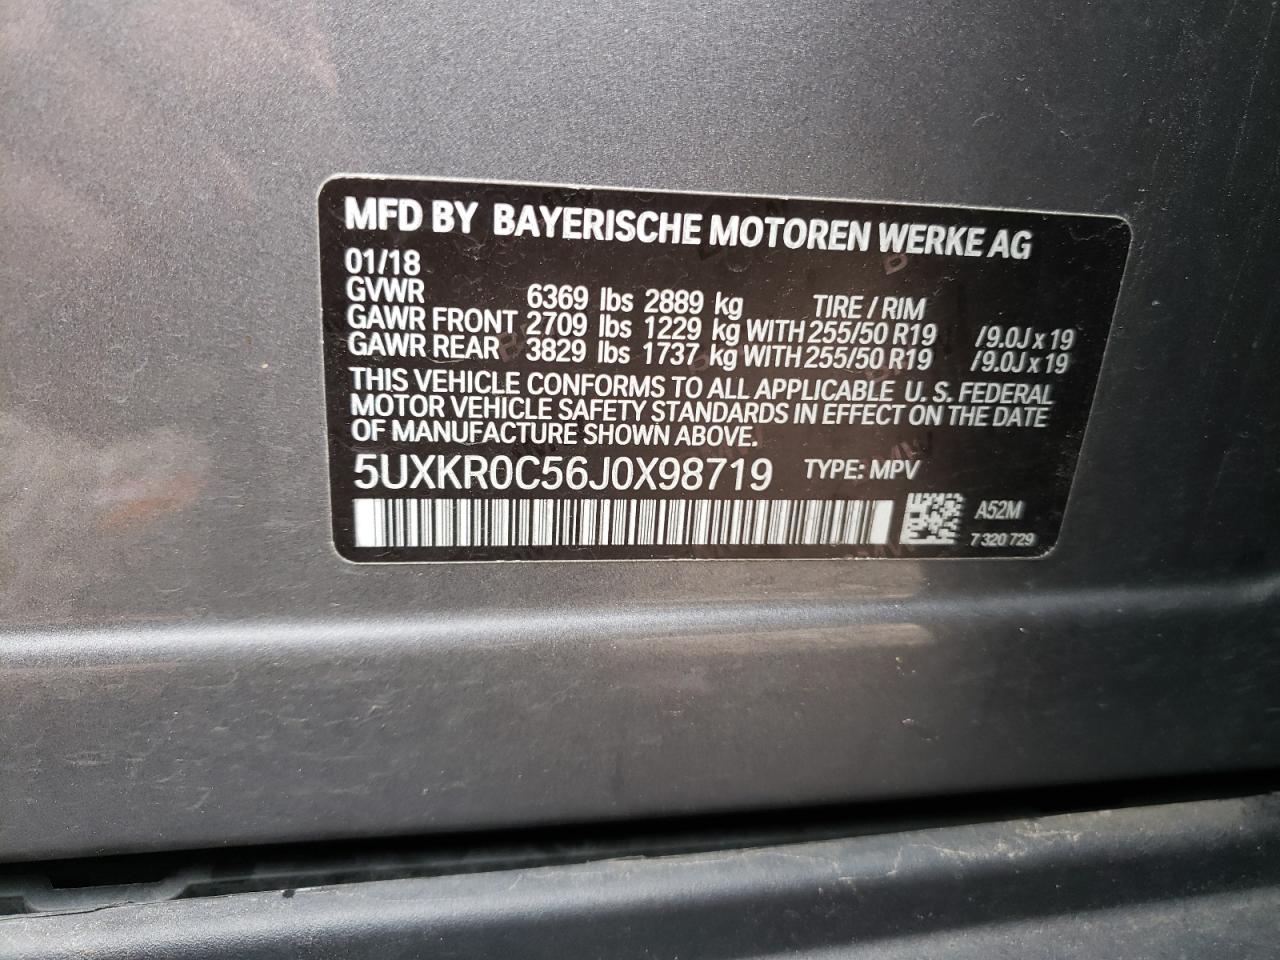 MFD BY BAYERISCHE MOTOREN WERKE AG
01/18
GVWR 6369 lbs 2889 kg TIRE / RIM
GAWR FRONT 2709 lbs 1229 kg WITH 255/50 R19 /9.0J x 19
GAWR REAR 3829 lbs 1737 kg WITH 255/50 R19 /9.0J x 19
THIS VEHICLE CONFORMS TO ALL APPLICABLE U. S. FEDERAL
MOTOR VEHICLE SAFETY STANDARDS IN EFFECT ON THE DATE
OF MANUFACTURE SHOWN ABOVE.
5UXKR0C56J0X98719 TYPE: MPV
A52M
7 320 729